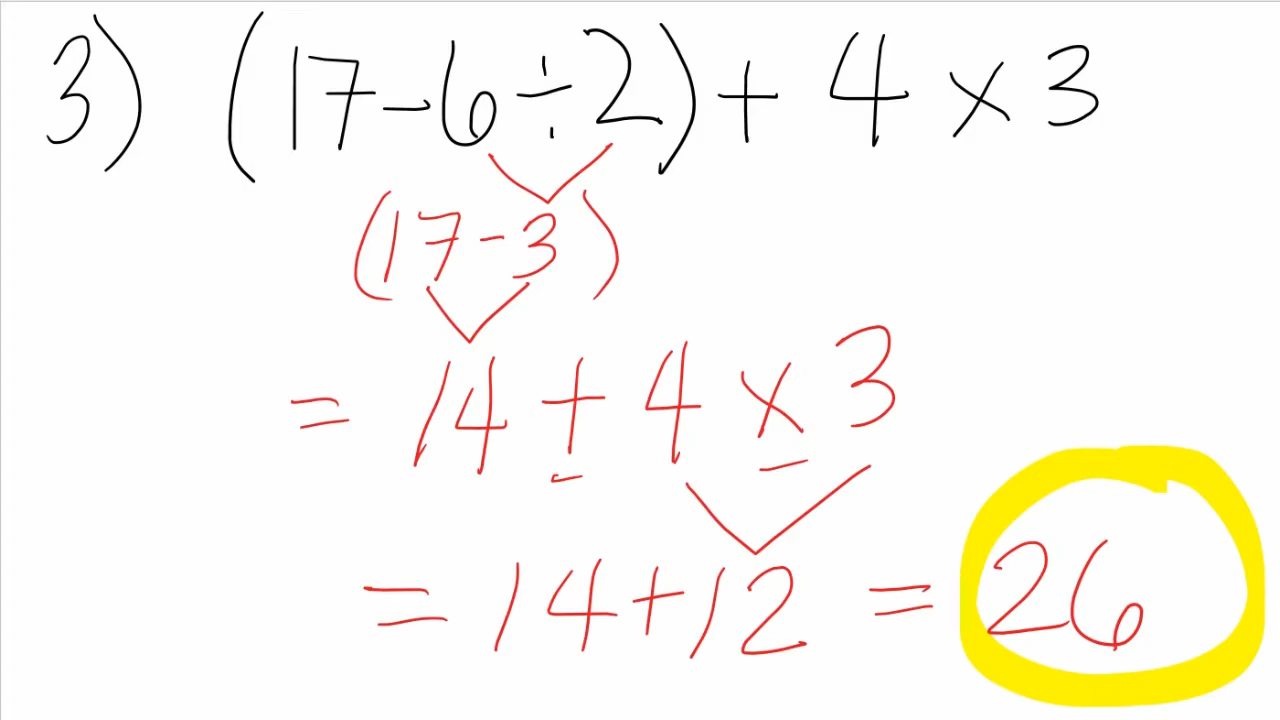 3) (17-6÷2)+ 4 x 3
(17-3)
= 14 + 4 x 3
= 14+12 = 26